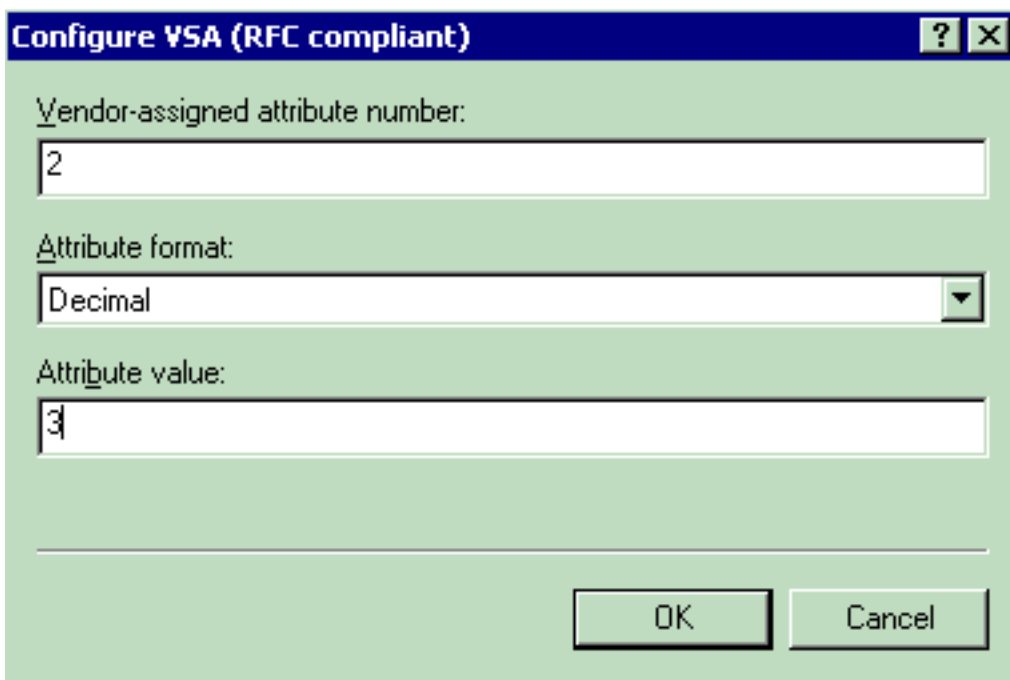 Configure VSA (RFC compliant)
Vendor-assigned attribute number:
2
Attribute format:
Decimal
Attribute value:
3
OK Cancel